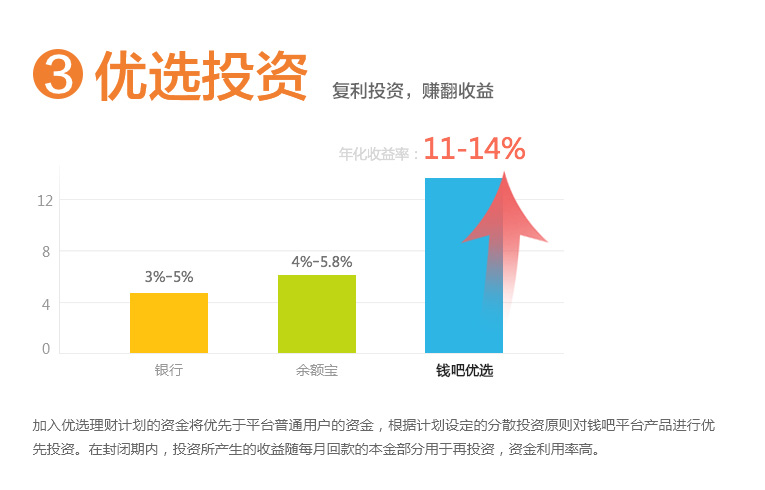 3 优选投资 复利投资，赚翻收益
年化收益率：11-14%
12
8
4
0
3%-5%
4%-5.8%
银行 余额宝 钱吧优选
加入优选理财计划的资金将优先于平台普通用户的资金，根据计划设定的分散投资原则对钱吧平台产品进行优
先投资。在封闭期内，投资所产生的收益随每月回款的本金部分用于再投资，资金利用率高。